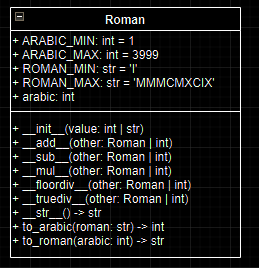 Roman
+ ARABIC_MIN: int = 1
+ ARABIC_MAX: int = 3999
+ ROMAN_MIN: str = 'I'
+ ROMAN_MAX: str = 'MMMCMXCIX'
+ arabic: int
+ __init__(value: int | str)
+ __add__(other: Roman | int)
+ __sub__(other: Roman | int)
+ __mul__(other: Roman | int)
+ __floordiv__(other: Roman | int)
+ __truediv__(other: Roman | int)
+ __str__() -> str
+ to_arabic(roman: str) -> int
+ to_roman(arabic: int) -> str